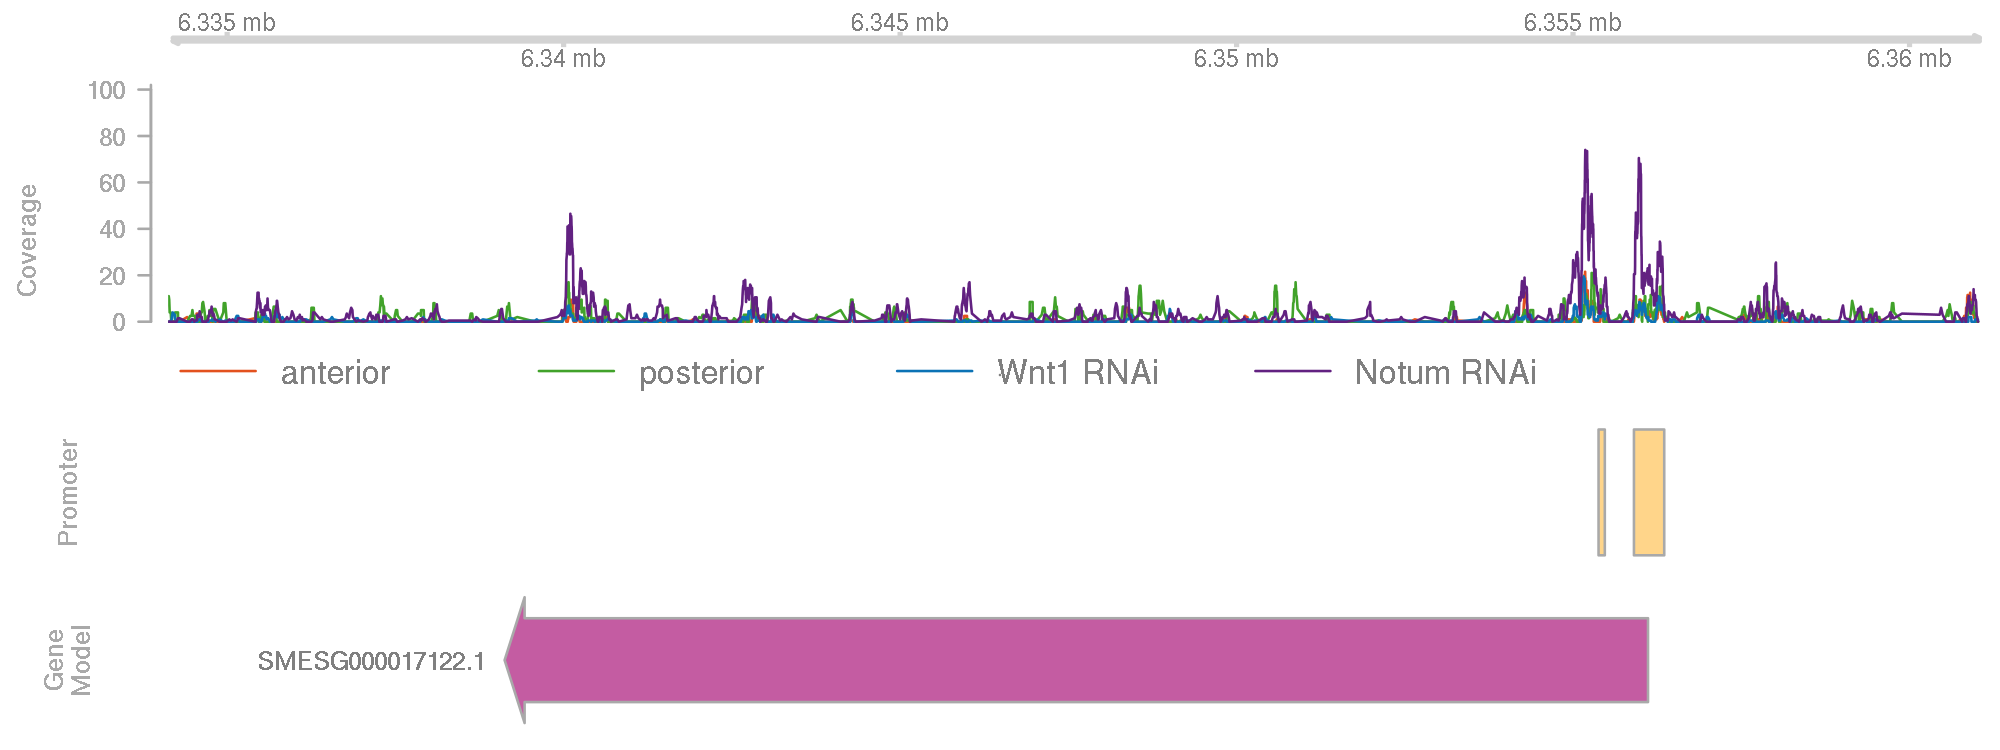 6.335 mb 6.345 mb 6.355 mb
6.34 mb 6.35 mb 6.36 mb
100
80
60
40
20
0
Coverage
anterior posterior Wnt1 RNAi Notum RNAi
Promoter
Gene
Model
SMESG000017122.1